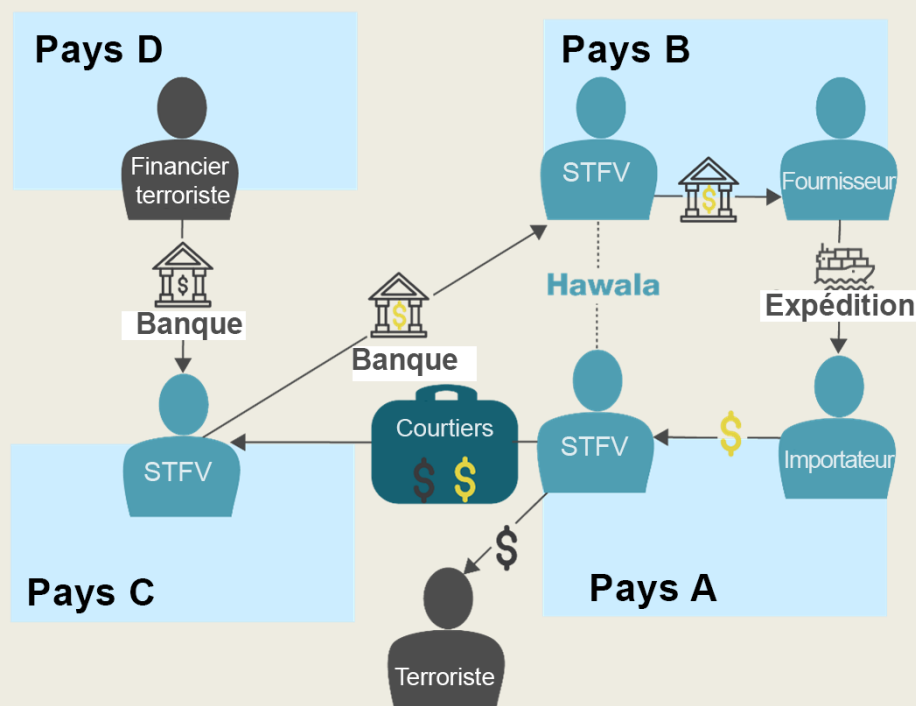 Pays D
Pays B
Financier
terroriste
STFV
$
Fournisseur
$
Banque
Hawala
Expédition
$
Banque
STFV
Courtiers
$ $
STFV
$
Importateur
$
Pays C
Pays A
Terroriste